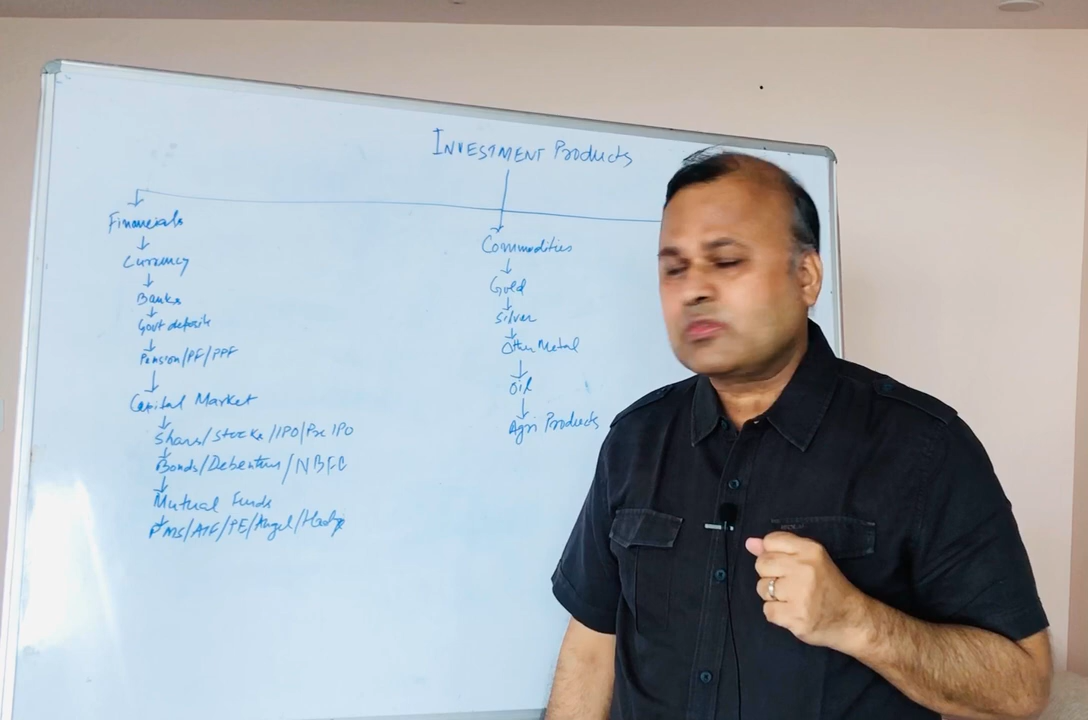 INVESTMENT Products
Financials
Currency
Banks
Govt deposits
Pension/PF/PPF
Capital Market
Shares/Stocks/IPO/Pre IPO
Bonds/Debentures/NBFC
Mutual Funds
PMS/AIF/PE/Angel/Hedge
Commodities
Gold
Silver
Other Metal
Oil
Agri Products